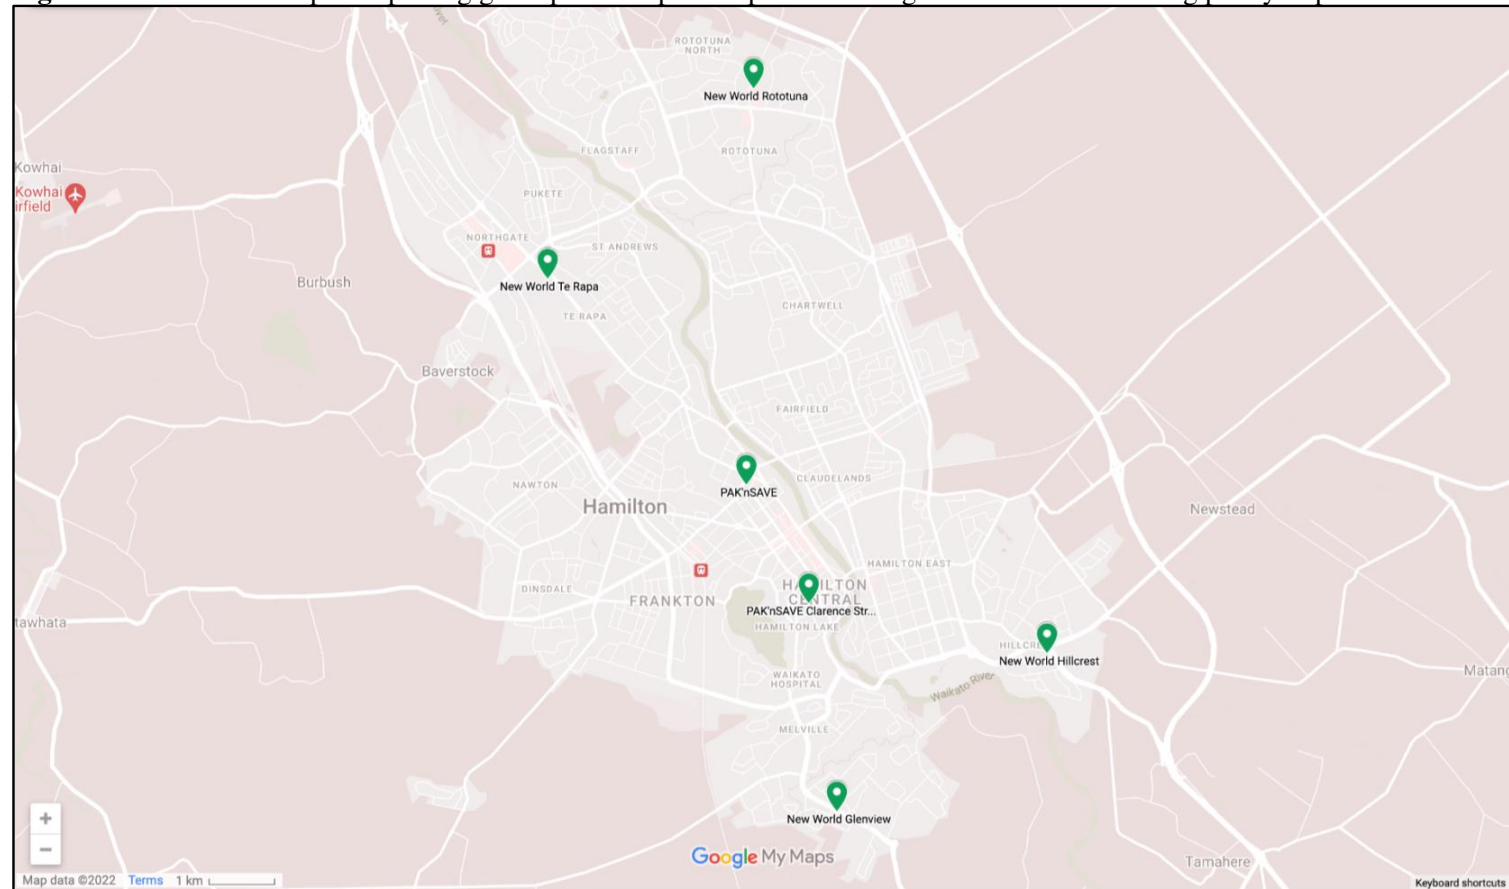 ROTOTUNA
NORTH
New World Rototuna
FLAGSTAFF
ROTOTUNA
Kowhai
Kowhai
irfield
PUKETE
NORTHGATE
ST ANDREWS
Burbush
New World Te Rapa
CHARTWELL
TE RAPA
Baverstock
FAIRFIELD
NAWTON
PAK'nSAVE
CLAUDELANDS
Hamilton
Newstead
HAMILTON EAST
DINSDALE
FRANKTON
HAMILTON
CENTRAL
PAK'nSAVE Clarence Str...
HAMILTON LAKE
tawhata
HILLCRE
New World Hillcrest
WAIKATO
HOSPITAL
Waikato River
Matang
MELVILLE
New World Glenview
Google My Maps
Tamahere
+
−
Map data ©2022 Terms 1 km
Keyboard shortcuts